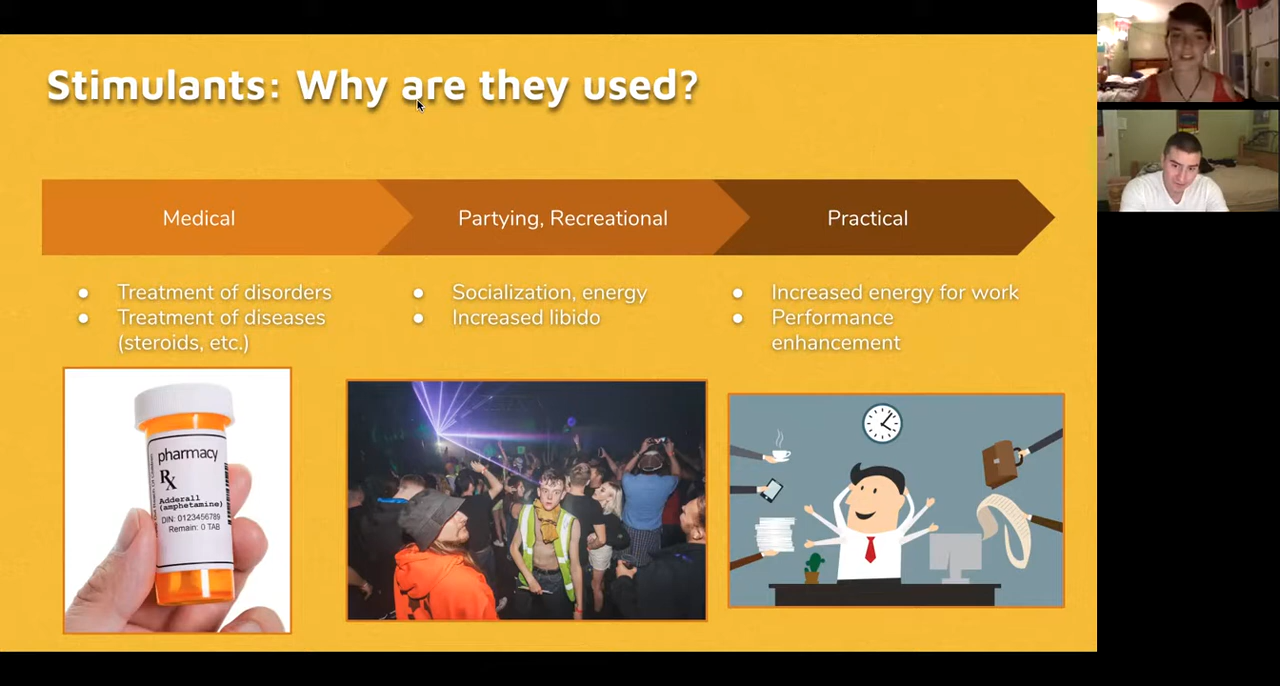 Stimulants: Why are they used?
Medical
Partying, Recreational
Practical
Treatment of disorders
Treatment of diseases
(steroids, etc.)
Socialization, energy
Increased libido
Increased energy for work
Performance
enhancement
pharmacy
Rx
Adderall
(amphetamine)
DIN: 0123456789
Remain: 0 TAB